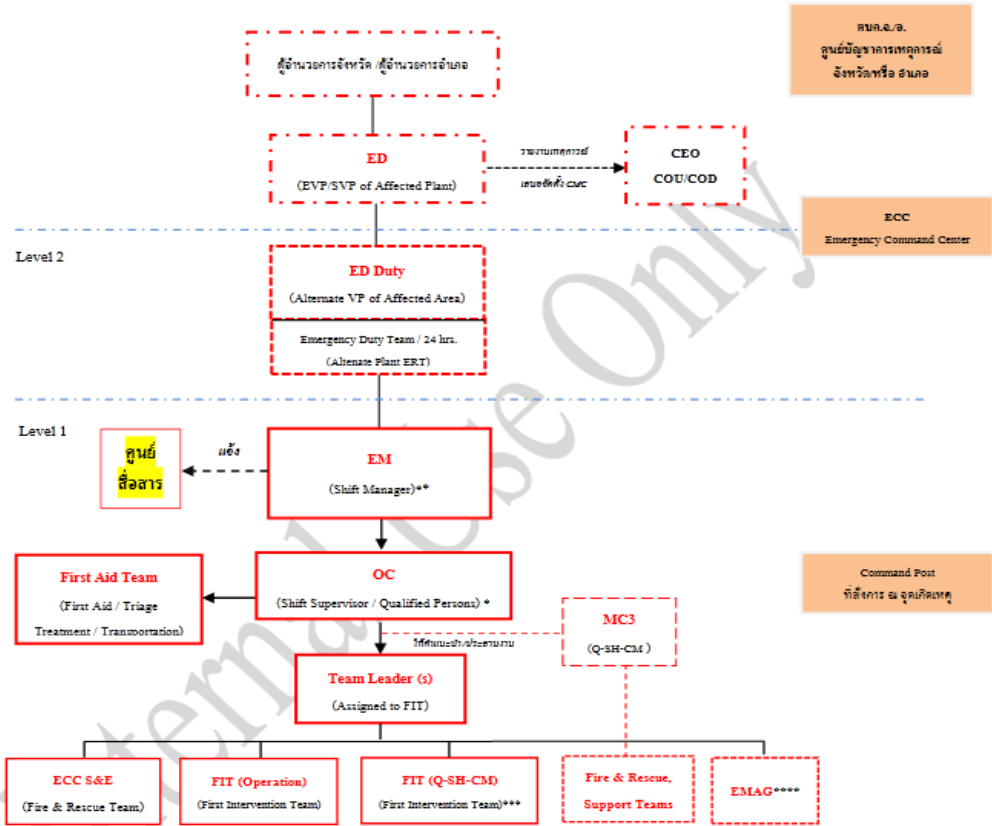 ศบก.จ./อ.
ศูนย์บัญชาการเหตุการณ์
จังหวัด/หรือ อำเภอ
ผู้อำนวยการจังหวัด /ผู้อำนวยการอำเภอ
ED
(EVP/SVP of Affected Plant)
รายงานเหตุการณ์
เสนอจัดตั้ง CMC
CEO
COU/COD
ECC
Emergency Command Center
Level 2
ED Duty
(Alternate VP of Affected Area)
Emergency Duty Team / 24 hrs.
(Altenate Plant ERT)
Level 1
ศูนย์
สื่อสาร
แจ้ง
EM
(Shift Manager)**
First Aid Team
(First Aid / Triage
Treatment / Transportation)
OC
(Shift Supervisor / Qualified Persons) *
Command Post
ที่สั่งการ ณ จุดเกิดเหตุ
MC3
(Q-SH-CM )
ให้คำแนะนำ/ประสานงาน
Team Leader (s)
(Assigned to FIT)
ECC S&E
(Fire & Rescue Team)
FIT (Operation)
(First Intervention Team)
FIT (Q-SH-CM)
(First Intervention Team)***
Fire & Rescue,
Support Teams
EMAG****
Internal Use Only